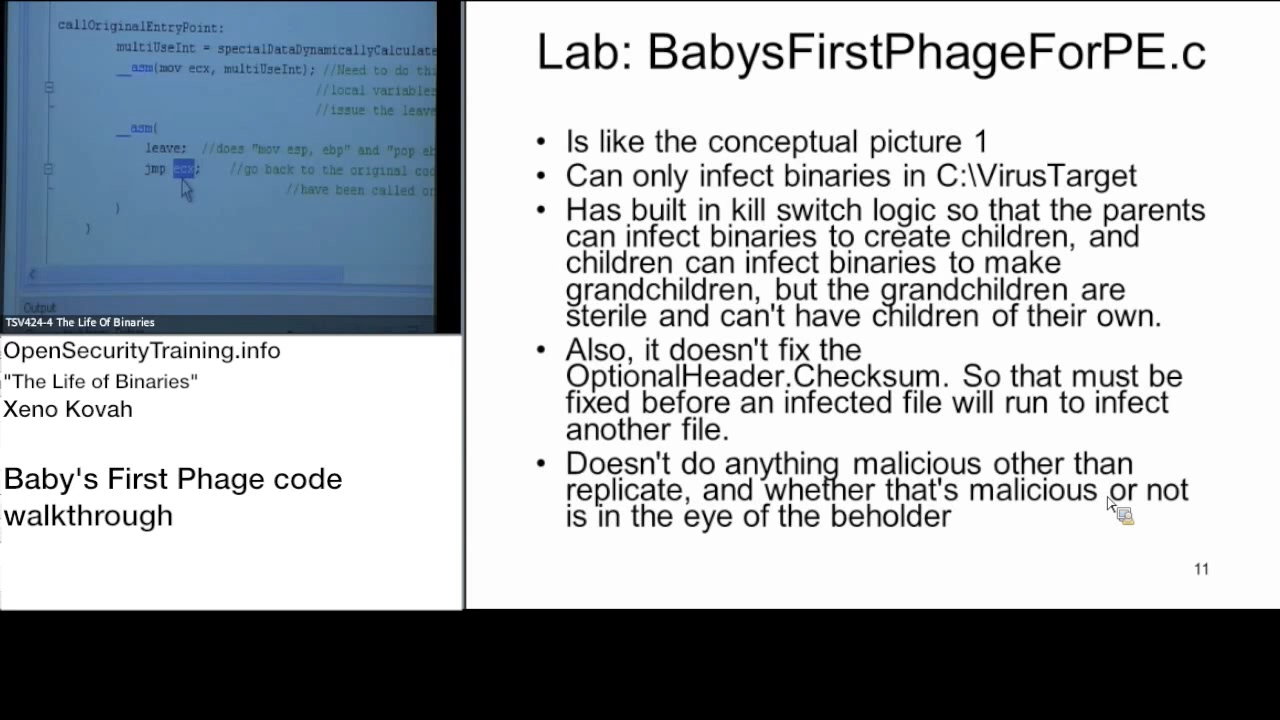 callOriginalEntryPoint:
multiUseInt = specialDataDynamicallyCalculate
__asm(mov ecx, multiUseInt); //Need to do thi
//local variables
//issue the leave
__asm(
leave; //does "mov esp, ebp" and "pop eb
jmp ecx; //go back to the original cod
//have been called or
)
}
Output
TSV424-4 The Life Of Binaries
OpenSecurityTraining.info
"The Life of Binaries"
Xeno Kovah
Baby's First Phage code
walkthrough
Lab: BabysFirstPhageForPE.c
• Is like the conceptual picture 1
• Can only infect binaries in C:\VirusTarget
• Has built in kill switch logic so that the parents
can infect binaries to create children, and
children can infect binaries to make
grandchildren, but the grandchildren are
sterile and can't have children of their own.
• Also, it doesn't fix the
OptionalHeader.Checksum. So that must be
fixed before an infected file will run to infect
another file.
• Doesn't do anything malicious other than
replicate, and whether that's malicious or not
is in the eye of the beholder
11